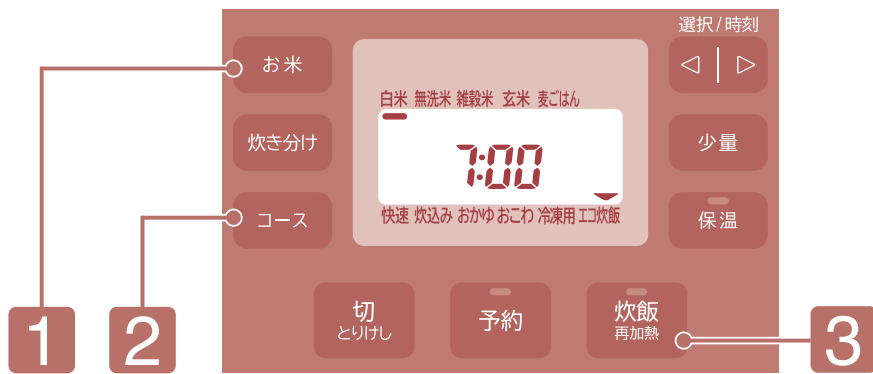 選択/時刻
お米
炊き分け
コース
白米 無洗米 雑穀米 玄米 麦ごはん
7:00
快速 炊込み おかゆ おこわ 冷凍用 エコ炊飯
少量
保温
切
とりけし
予約
炊飯
再加熱
1
2
3